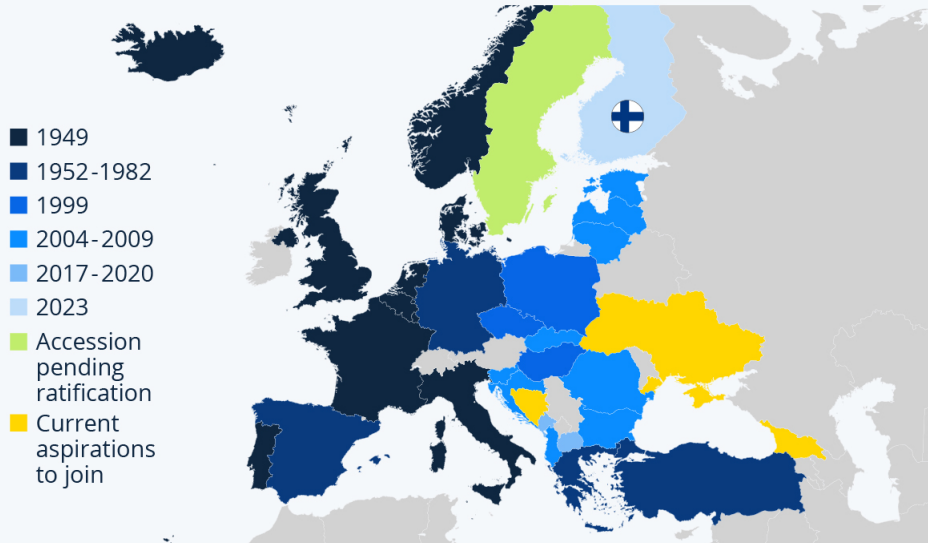 1949
1952-1982
1999
2004-2009
2017-2020
2023
Accession
pending
ratification
Current
aspirations
to join